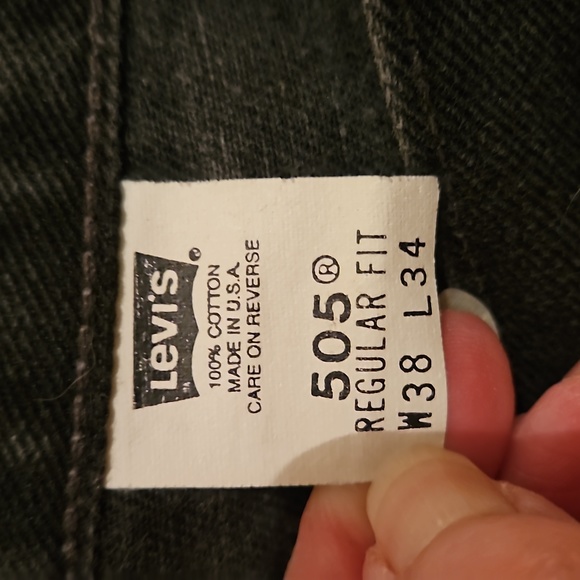 Levi's®
100% COTTON
MADE IN U.S.A.
CARE ON REVERSE
505®
REGULAR FIT
W38 L34